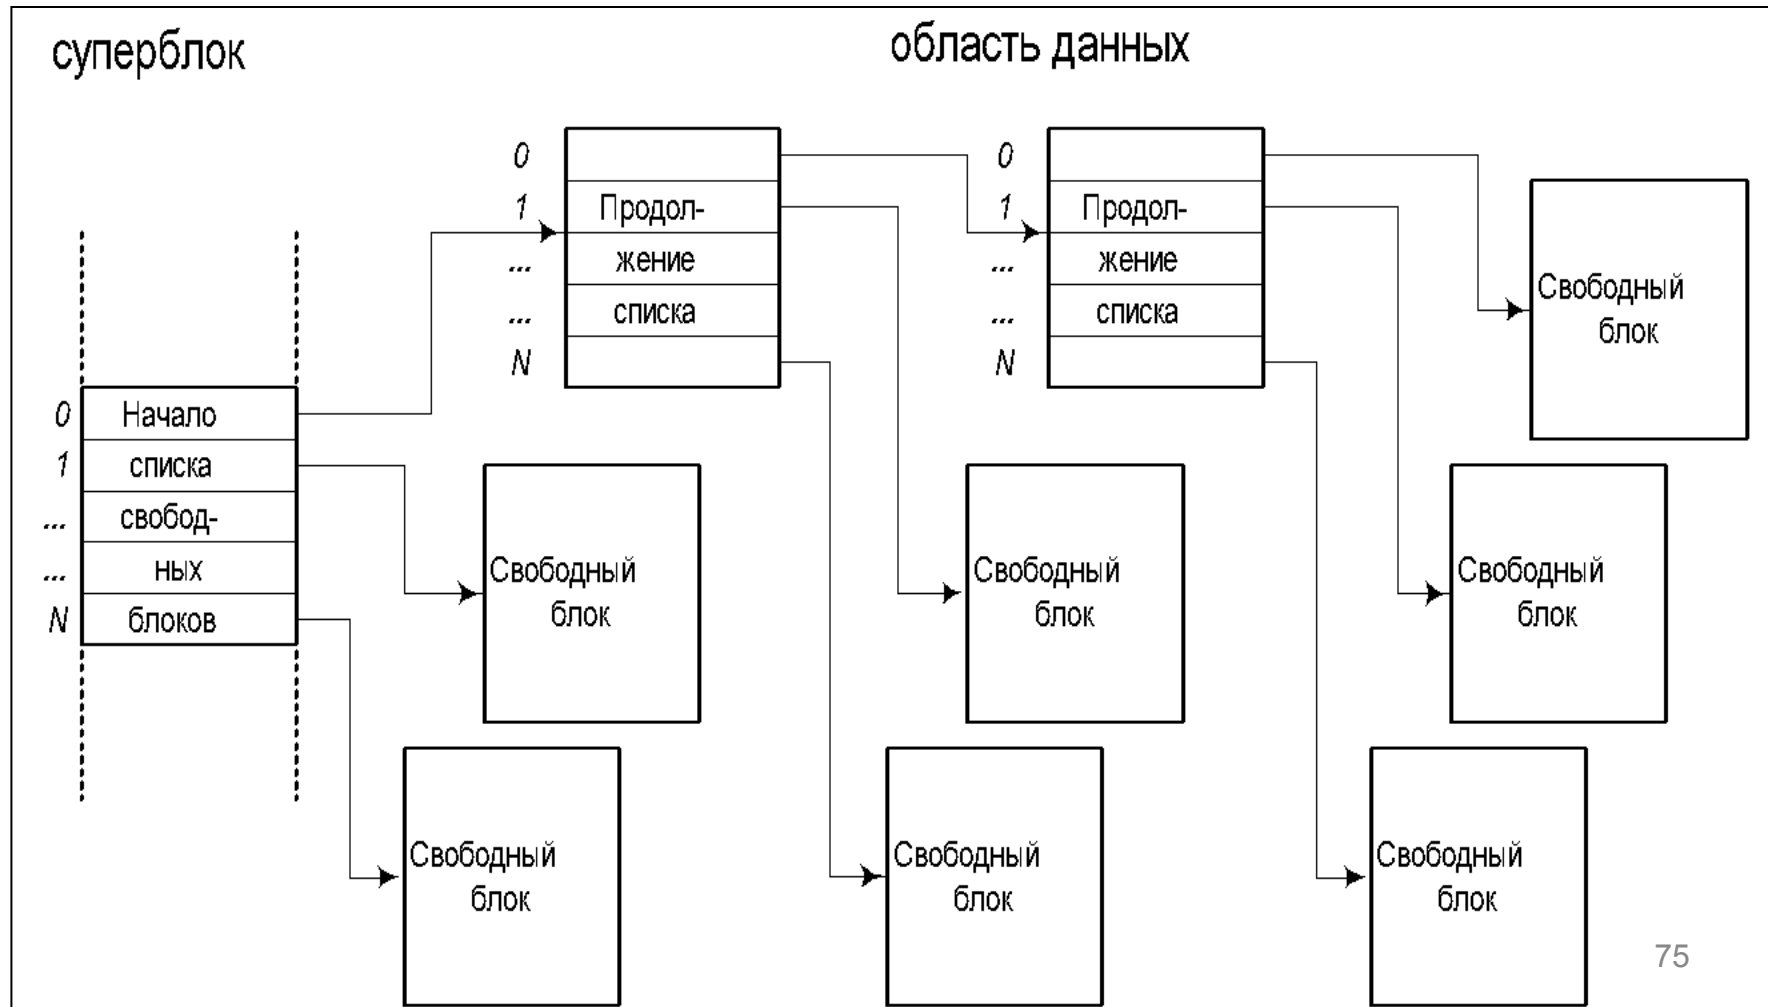 суперблок
область данных
0
1
...
...
N
Начало
списка
свобод-
ных
блоков
0
1
...
...
N
Продол-
жение
списка
0
1
...
...
N
Продол-
жение
списка
Свободный
блок
Свободный
блок
Свободный
блок
Свободный
блок
Свободный
блок
Свободный
блок
Свободный
блок
75